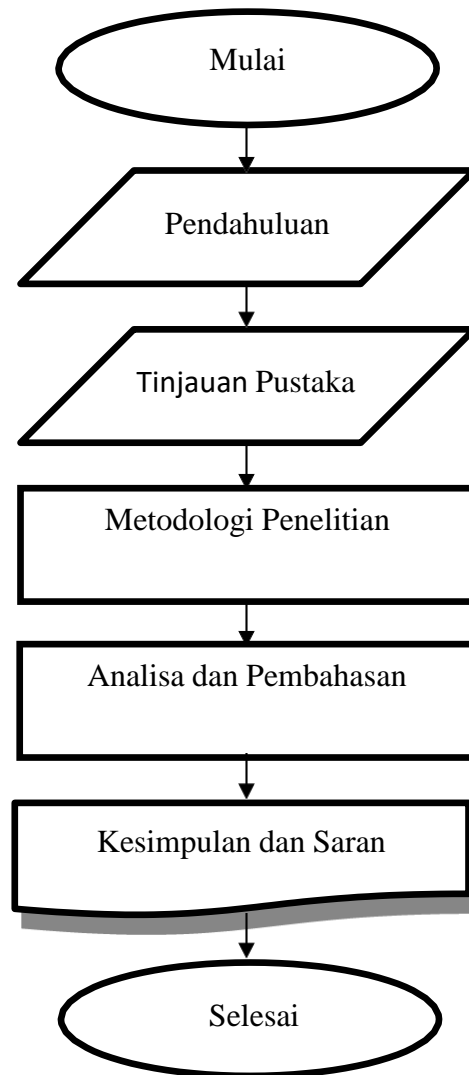 Mulai
Pendahuluan
Tinjauan Pustaka
Metodologi Penelitian
Analisa dan Pembahasan
Kesimpulan dan Saran
Selesai